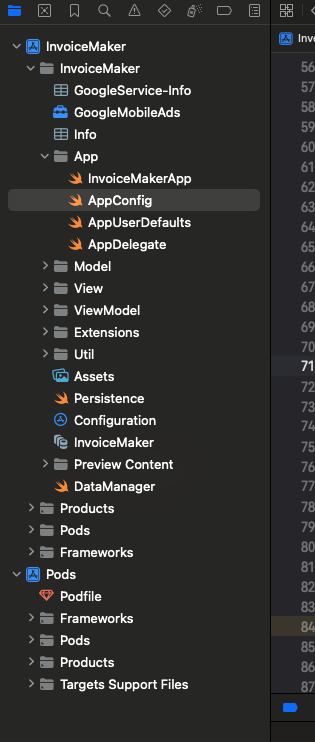 InvoiceMaker
InvoiceMaker
GoogleService-Info
GoogleMobileAds
Info
App
InvoiceMakerApp
AppConfig
AppUserDefaults
AppDelegate
Model
View
ViewModel
Extensions
Util
Assets
Persistence
Configuration
InvoiceMaker
Preview Content
DataManager
Products
Pods
Frameworks
Pods
Podfile
Frameworks
Pods
Products
Targets Support Files
Invo
56
57
58
59
60
61
62
63
64
65
66
67
68
69
70
71
72
73
74
75
76
77
78
79
80
81
82
83
84
85
86
87